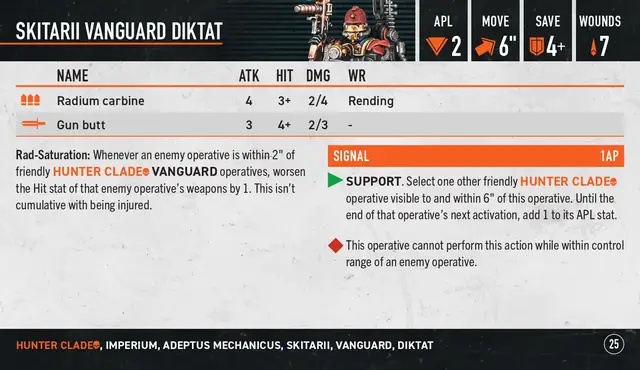 SKITARII VANGUARD DIKTAT
APL
2
MOVE
6"
SAVE
4+
WOUNDS
7
NAME ATK HIT DMG WR
Radium carbine 4 3+ 2/4 Rending
Gun butt 3 4+ 2/3 -
Rad-Saturation: Whenever an enemy operative is within 2" of
friendly HUNTER CLADE VANGUARD operatives, worsen
the Hit stat of that enemy operative's weapons by 1. This isn't
cumulative with being injured.
SIGNAL 1AP
SUPPORT. Select one other friendly HUNTER CLADE
operative visible to and within 6" of this operative. Until the
end of that operative's next activation, add 1 to its APL stat.
This operative cannot perform this action while within control
range of an enemy operative.
HUNTER CLADE, IMPERIUM, ADEPTUS MECHANICUS, SKITARII, VANGUARD, DIKTAT
25